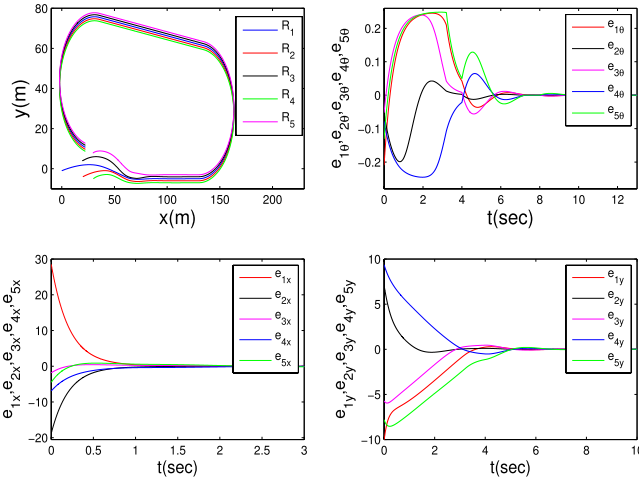 80
60
40
20
0
0
50
100
150
200
x(m)
y(m)
R1
R2
R3
R4
R5
0.2
0.1
0
−0.1
−0.2
0
2
4
6
8
10
12
t(sec)
e1θ,e2θ,e3θ,e4θ,e5θ
e1θ
e2θ
e3θ
e4θ
e5θ
30
20
10
0
−10
−20
0
0.5
1
1.5
2
2.5
3
t(sec)
e1x,e2x,e3x,e4x,e5x
e1x
e2x
e3x
e4x
e5x
10
5
0
−5
−10
0
2
4
6
8
10
t(sec)
e1y,e2y,e3y,e4y,e5y
e1y
e2y
e3y
e4y
e5y